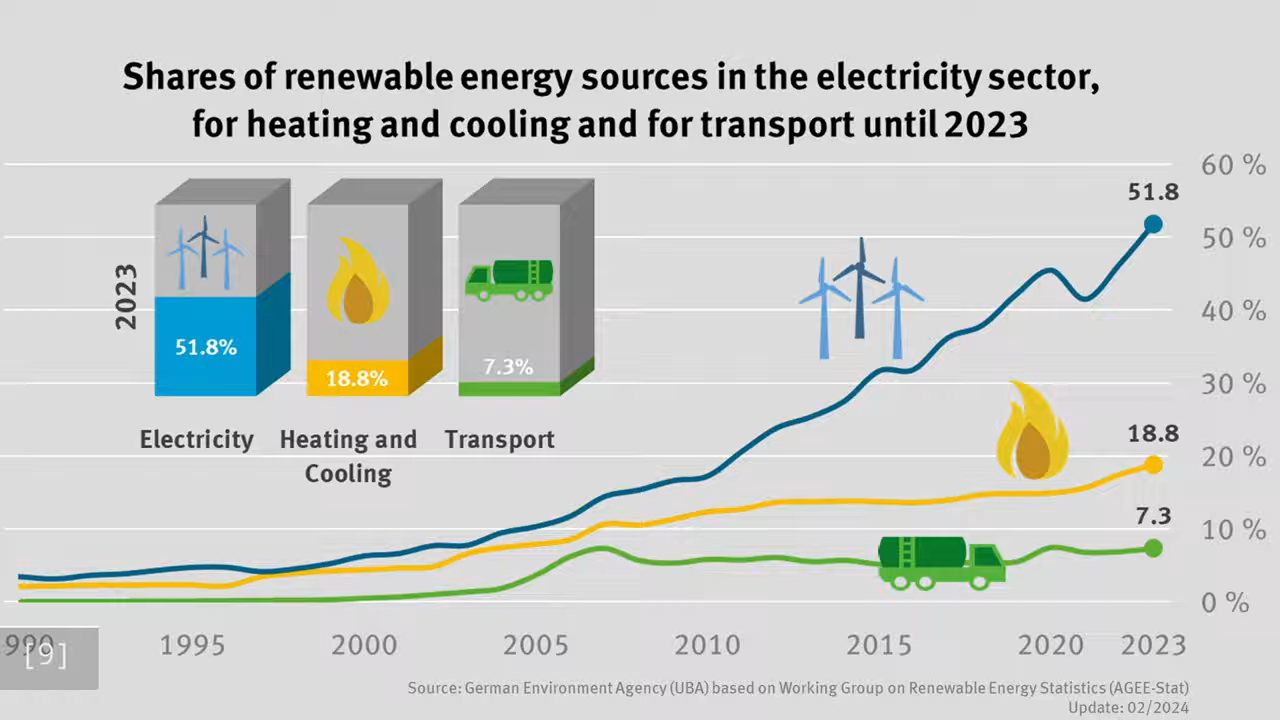 Shares of renewable energy sources in the electricity sector,
for heating and cooling and for transport until 2023
60 %
51.8
50 %
2023
40 %
51.8%
18.8%
7.3%
30 %
Electricity
Heating and
Cooling
Transport
18.8
20 %
7.3
10 %
0 %
990 1995 2000 2005 2010 2015 2020 2023
[9]
Source: German Environment Agency (UBA) based on Working Group on Renewable Energy Statistics (AGEE-Stat)
Update: 02/2024